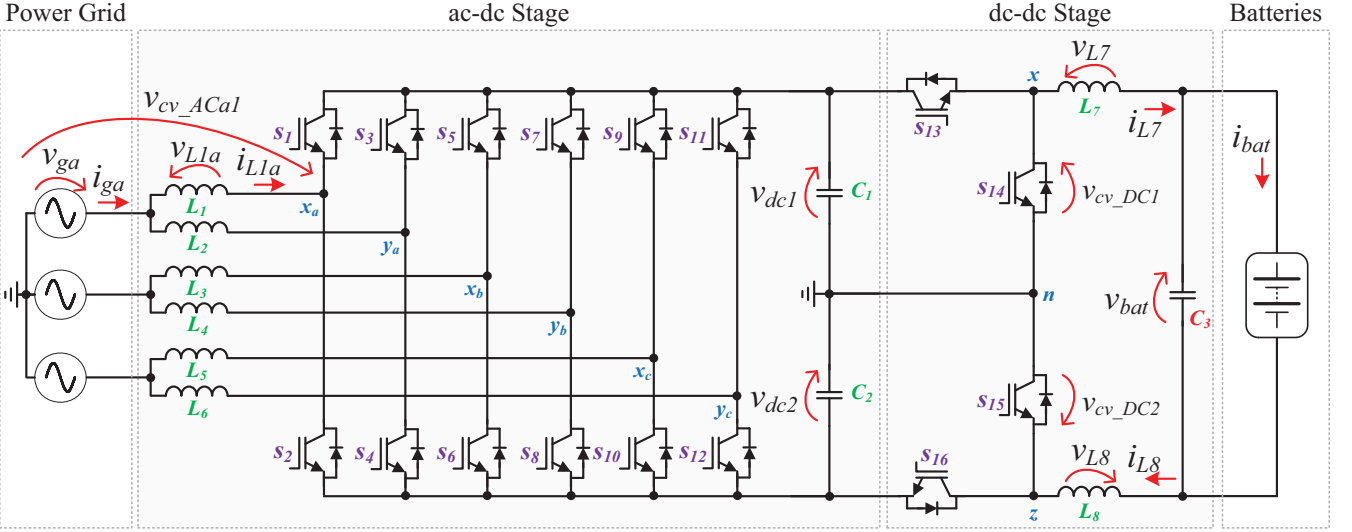 Power Grid
ac-dc Stage
dc-dc Stage
Batteries
v_cv_ACa1
v_ga
i_ga
v_L1a
i_L1a
L1
L2
L3
L4
L5
L6
x_a
y_a
x_b
y_b
x_c
y_c
s1
s3
s5
s7
s9
s11
s2
s4
s6
s8
s10
s12
v_dc1
C1
v_dc2
C2
s13
x
v_L7
L7
i_L7
s14
v_cv_DC1
n
s15
v_cv_DC2
s16
z
v_L8
L8
i_L8
v_bat
C3
i_bat